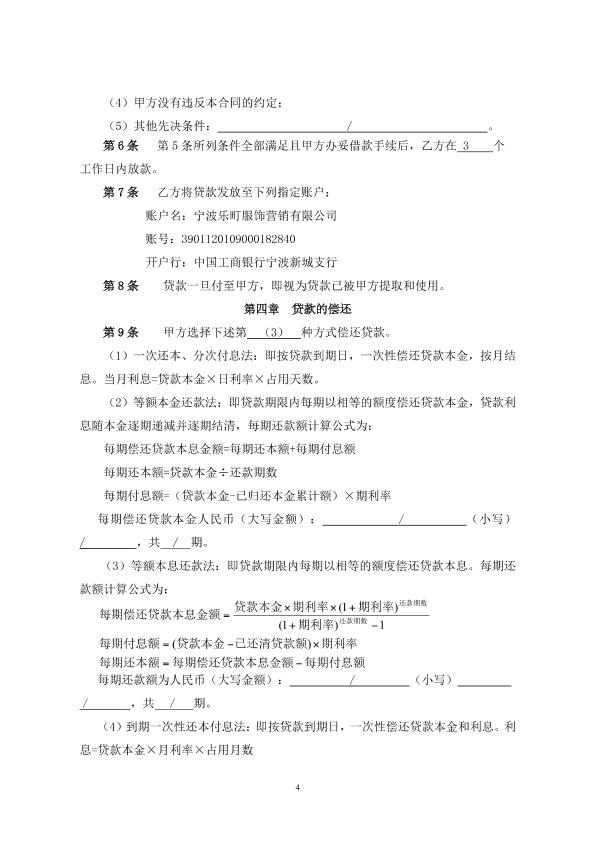 （4）甲方没有违反本合同的约定；
（5）其他先决条件： / 。
第 6 条 第 5 条所列条件全部满足且甲方办妥借款手续后，乙方在 3 个
工作日内放款。
第 7 条 乙方将贷款发放至下列指定账户：
账户名：宁波乐町服饰营销有限公司
账号：3901120109000182840
开户行：中国工商银行宁波新城支行
第 8 条 贷款一旦付至甲方，即视为贷款已被甲方提取和使用。
第四章 贷款的偿还
第 9 条 甲方选择下述第 （3） 种方式偿还贷款。
（1）一次还本、分次付息法：即按贷款到期日，一次性偿还贷款本金，按月结
息。当月利息=贷款本金×日利率×占用天数。
（2）等额本金还款法：即贷款期限内每期以相等的额度偿还贷款本金，贷款利
息随本金逐期递减并逐期结清，每期还款额计算公式为：
每期偿还贷款本息金额=每期还本额+每期付息额
每期还本额=贷款本金÷还款期数
每期付息额=（贷款本金-已归还本金累计额）×期利率
每期偿还贷款本金人民币（大写金额）： / （小写）
/ ，共 / 期。
（3）等额本息还款法：即贷款期限内每期以相等的额度偿还贷款本息。每期还
款额计算公式为：
每期偿还贷款本息金额 = 贷款本金×期利率×(1+期利率)^还款期数
(1+期利率)^还款期数 −1
每期付息额 = (贷款本金 − 已还清贷款额)×期利率
每期还本额 = 每期偿还贷款本息金额 − 每期付息额
每期还款额为人民币（大写金额）： / （小写）
/ ，共 / 期。
（4）到期一次性还本付息法：即按贷款到期日，一次性偿还贷款本金和利息。利
息=贷款本金×月利率×占用月数
4